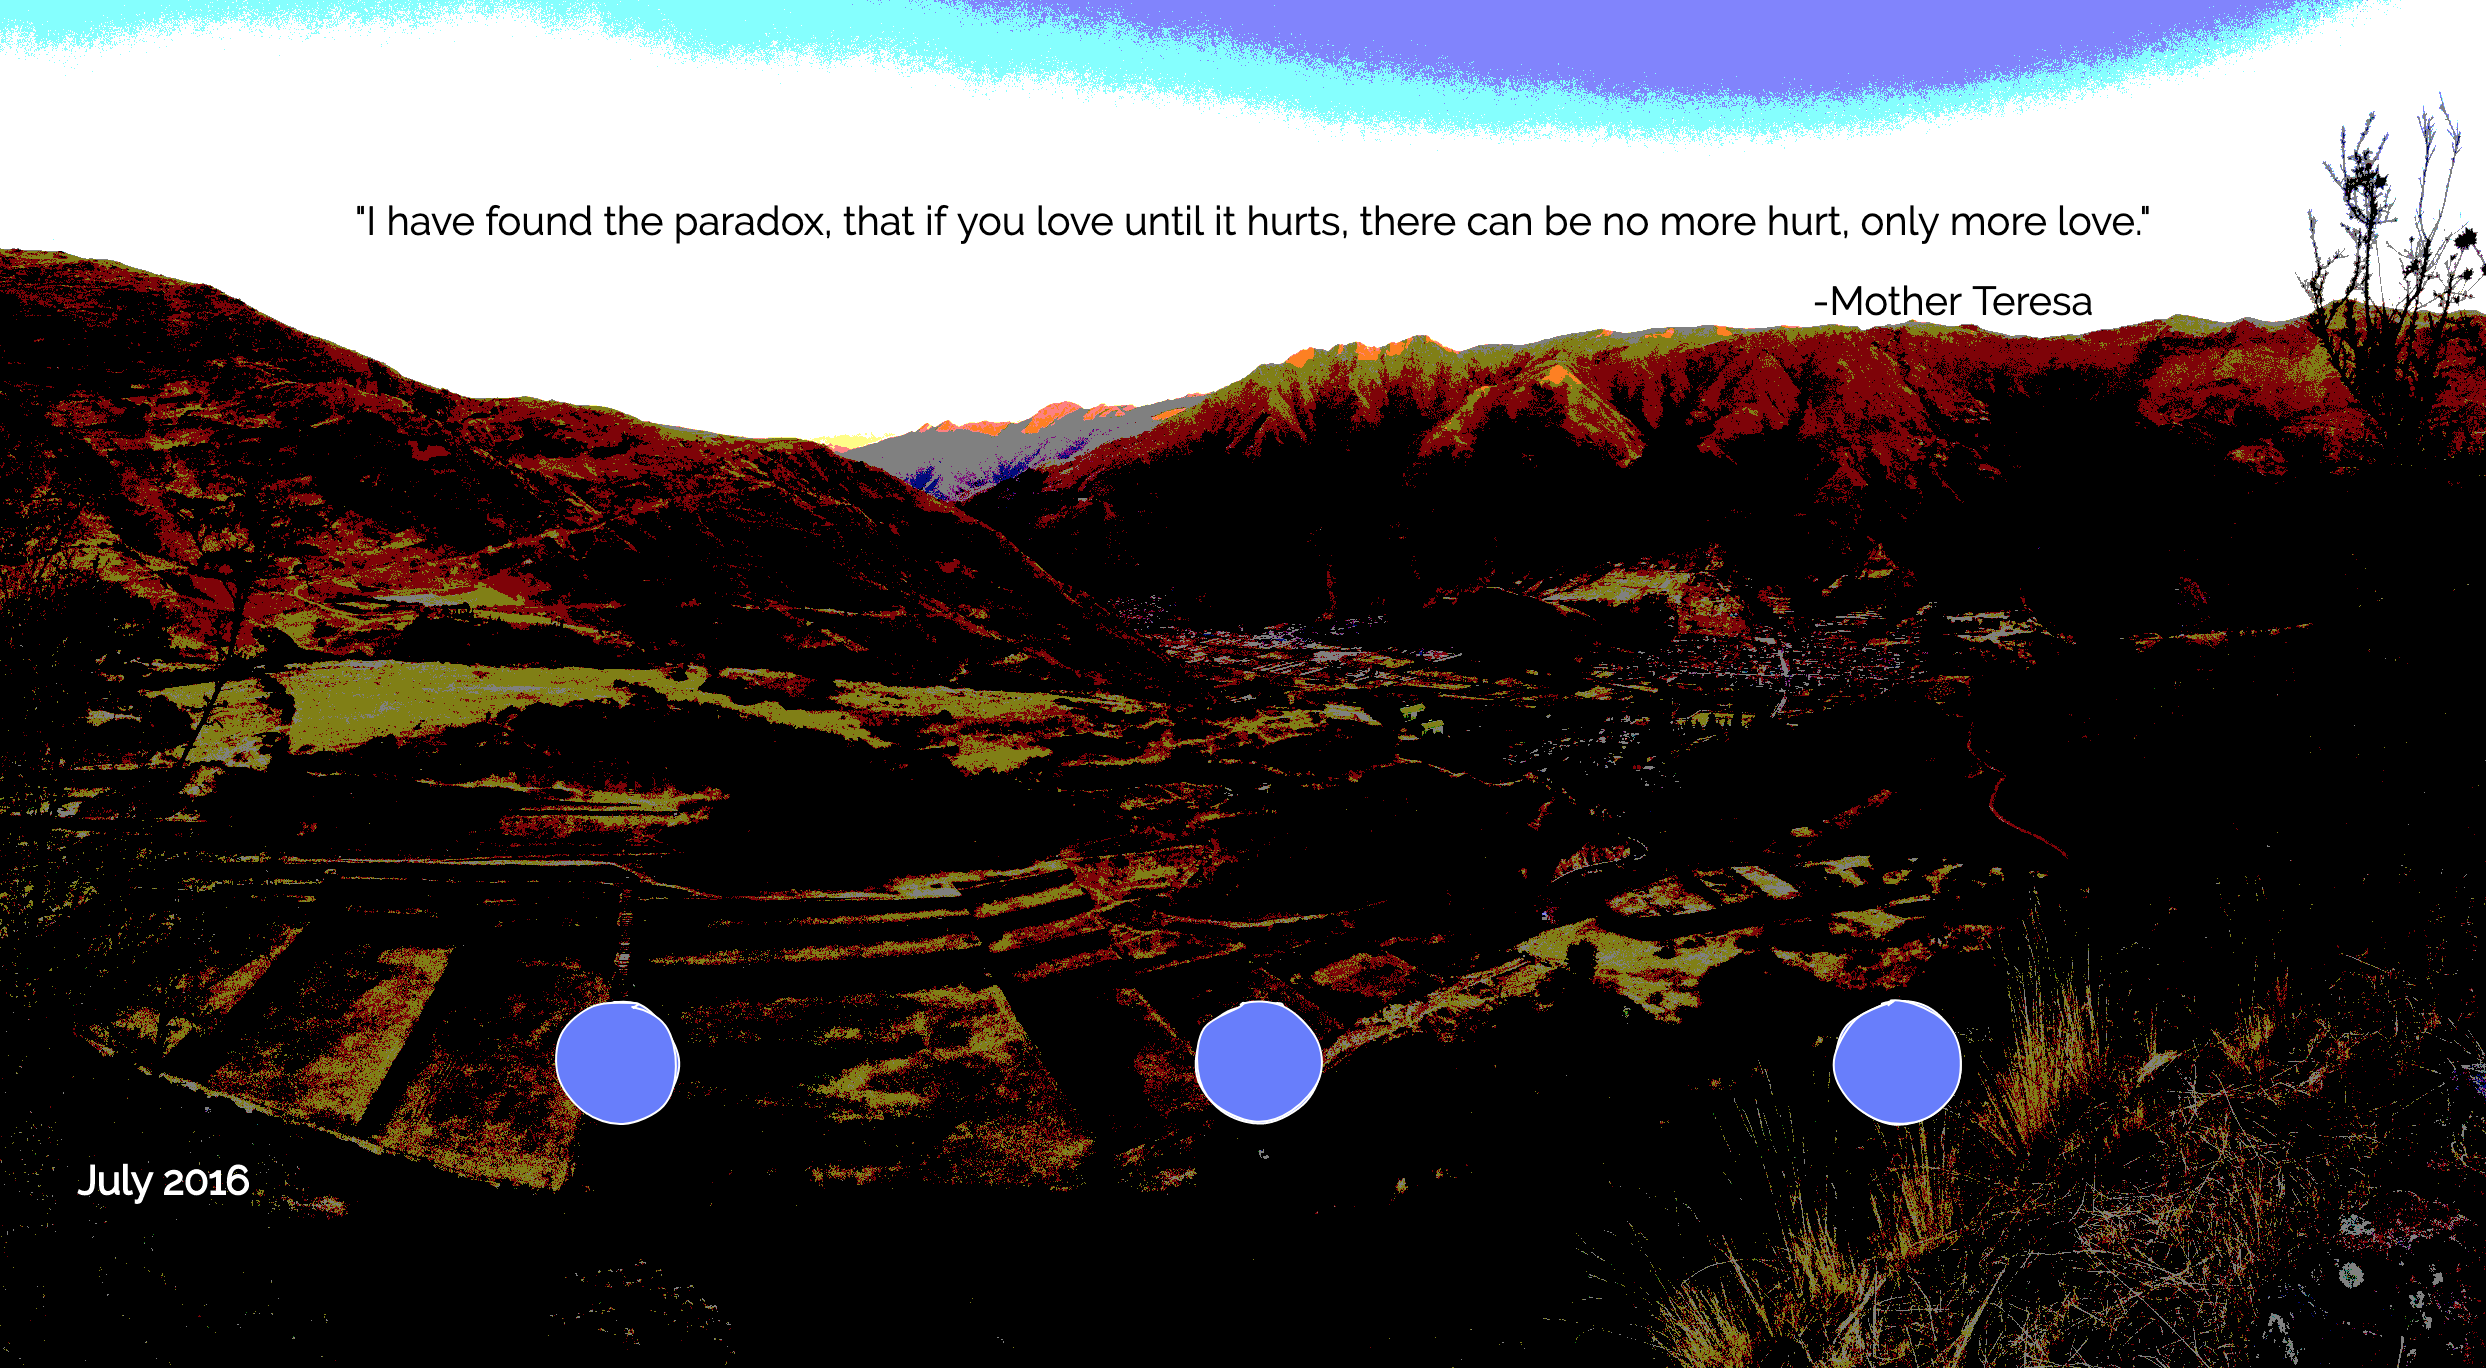 "I have found the paradox, that if you love until it hurts, there can be no more hurt, only more love."
-Mother Teresa
July 2016